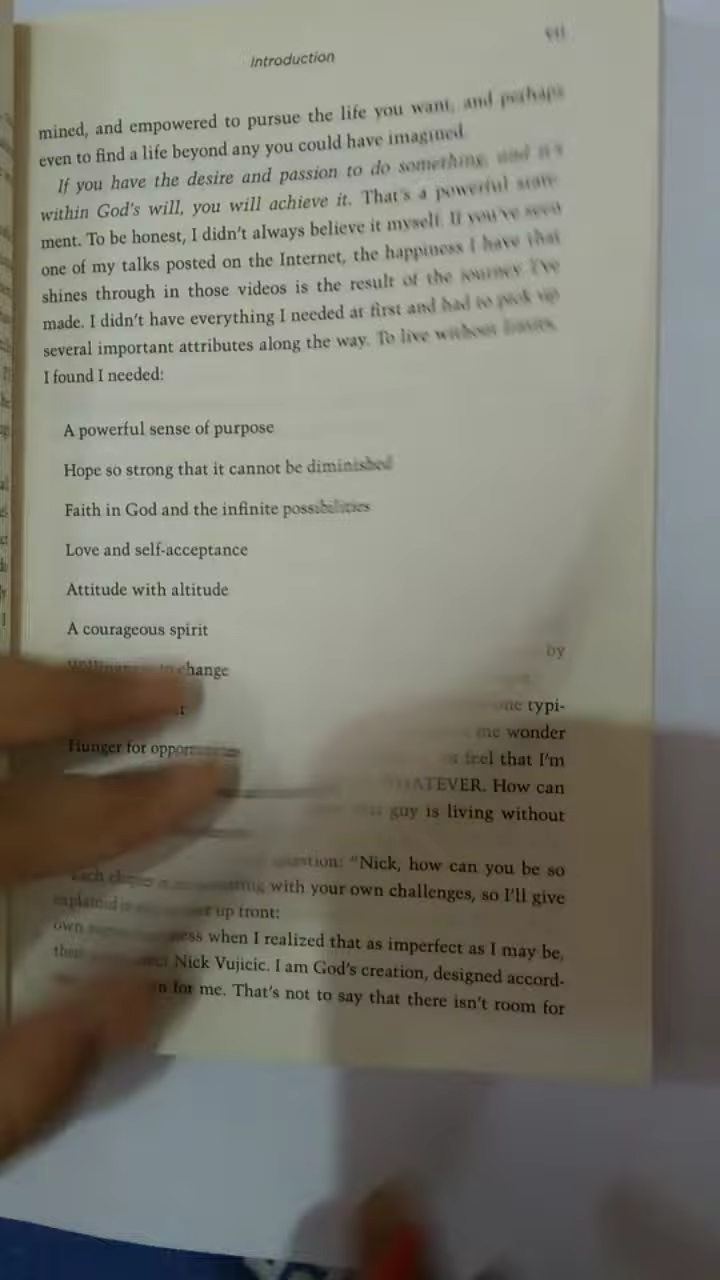 Introduction
vii
mined, and empowered to pursue the life you want, and perhaps
even to find a life beyond any you could have imagined.
If you have the desire and passion to do something, and it's
within God's will, you will achieve it. That's a powerful state-
ment. To be honest, I didn't always believe it myself. If you've seen
one of my talks posted on the Internet, the happiness I have that
shines through in those videos is the result of the journey I've
made. I didn't have everything I needed at first and had to pick up
several important attributes along the way. To live without limits,
I found I needed:
A powerful sense of purpose
Hope so strong that it cannot be diminished
Faith in God and the infinite possibilities
Love and self-acceptance
Attitude with altitude
A courageous spirit
by
to change
one typi-
me wonder
Hunger for
feel that I'm
WHATEVER. How can
guy is living without
question: "Nick, how can you be so
with your own challenges, so I'll give
up front:
own when I realized that as imperfect as I may be,
Nick Vujicic. I am God's creation, designed accord-
for me. That's not to say that there isn't room for